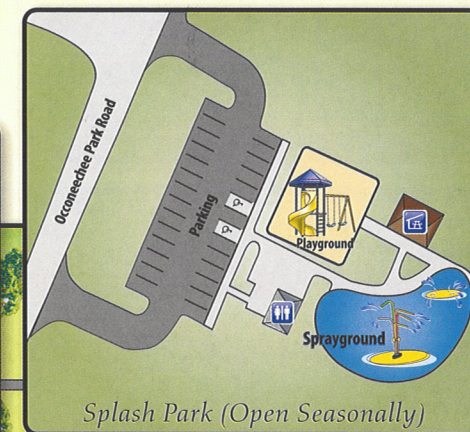 Occoneechee Park Road
Parking
Playground
Sprayground
Splash Park (Open Seasonally)